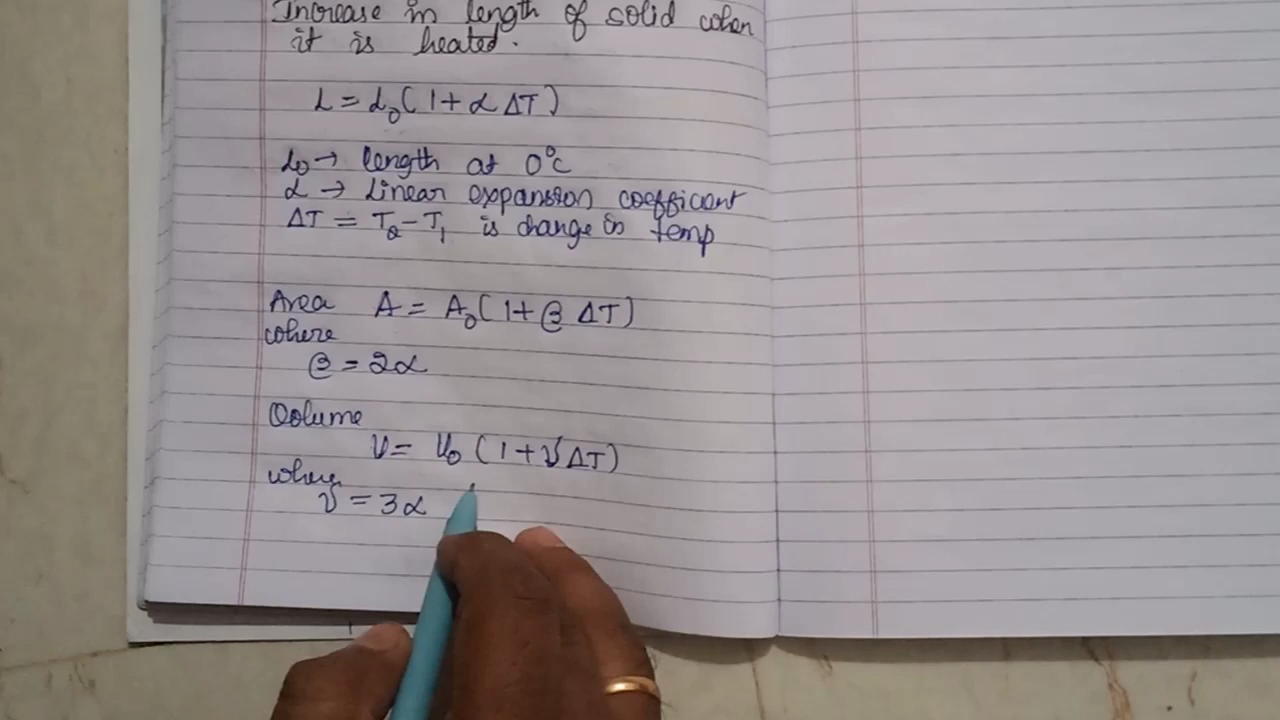 Increase in length of solid when
it is heated.
L = L₀ ( 1 + α ΔT )
L₀ → length at 0°C
α → Linear expansion coefficient
ΔT = T₂ - T₁ is change in temp
Area A = A₀ ( 1 + β ΔT )
where
β = 2α
Volume
V = V₀ ( 1 + γ ΔT )
where
γ = 3α